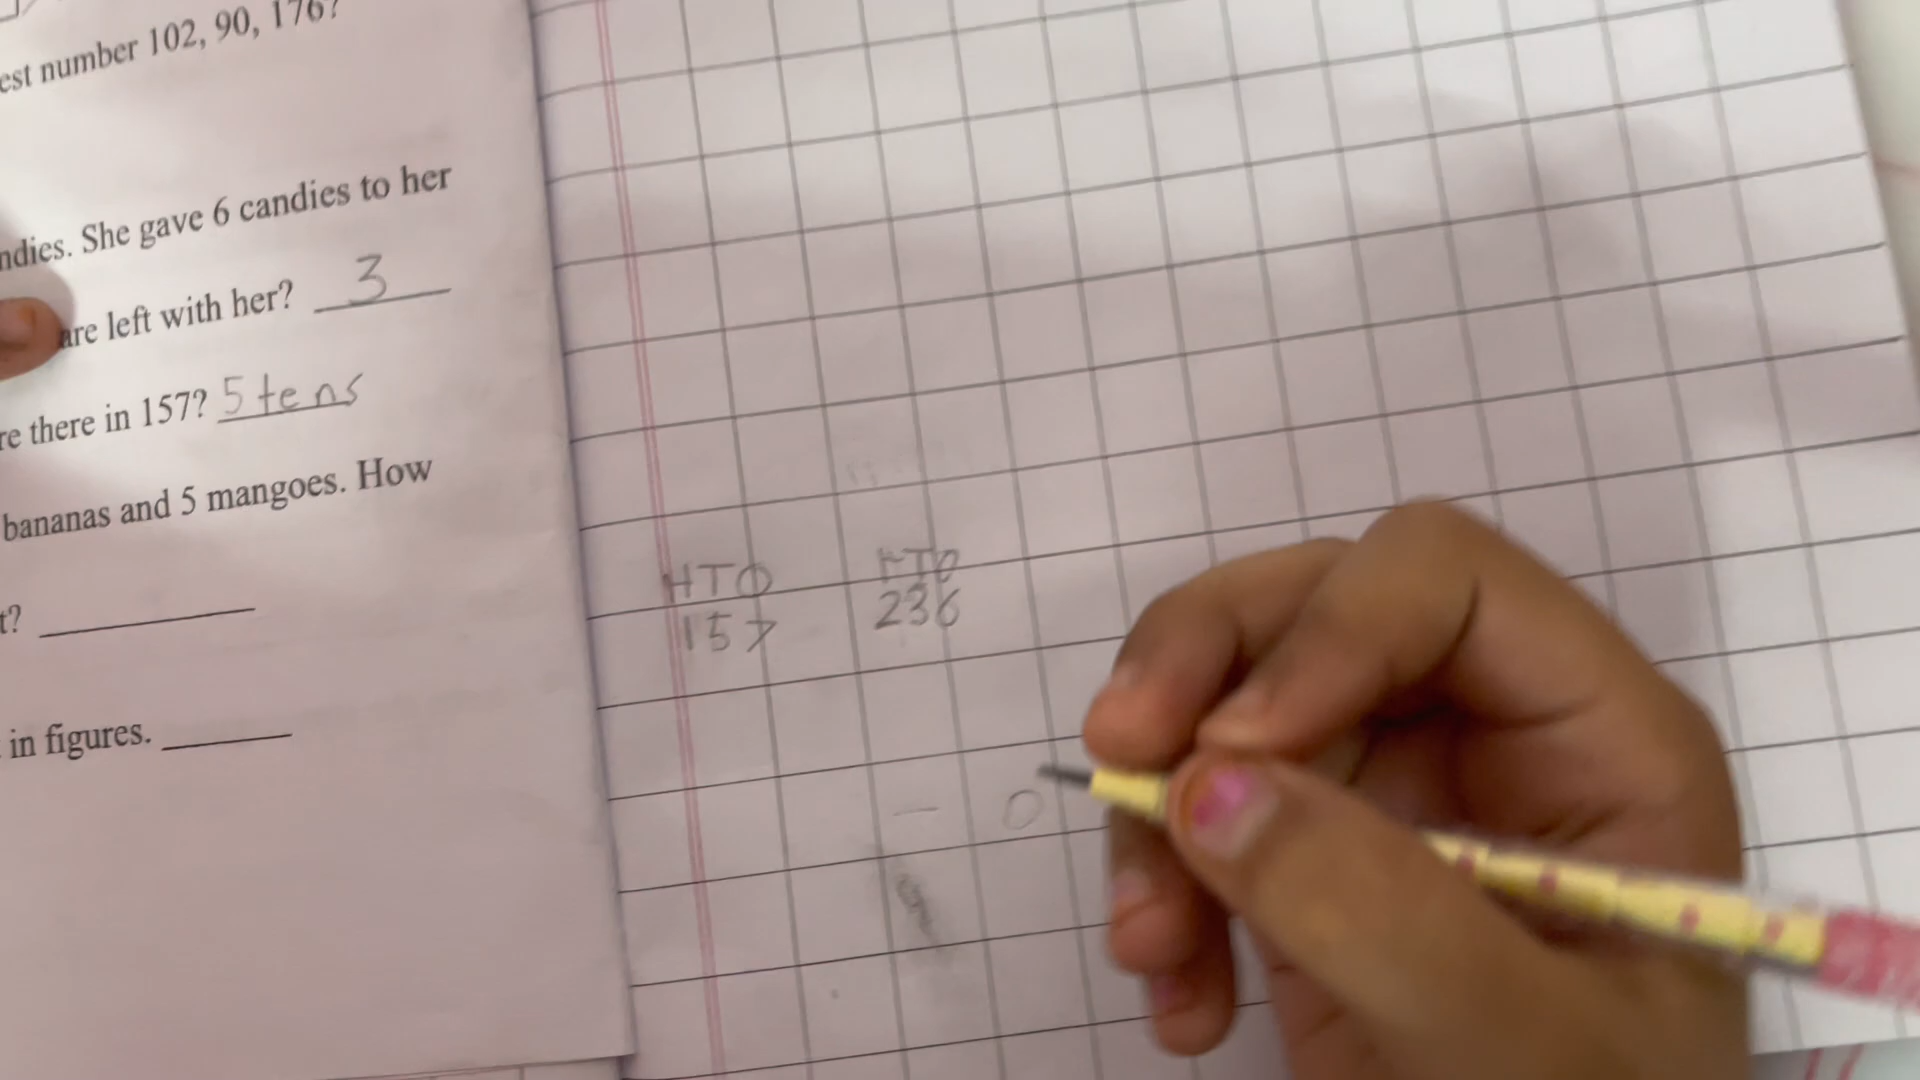 est number 102, 90, 176?
ndies. She gave 6 candies to her
are left with her? 3
re there in 157? 5 tens
bananas and 5 mangoes. How
t?
in figures.
HTO HTO
157 236
— 0